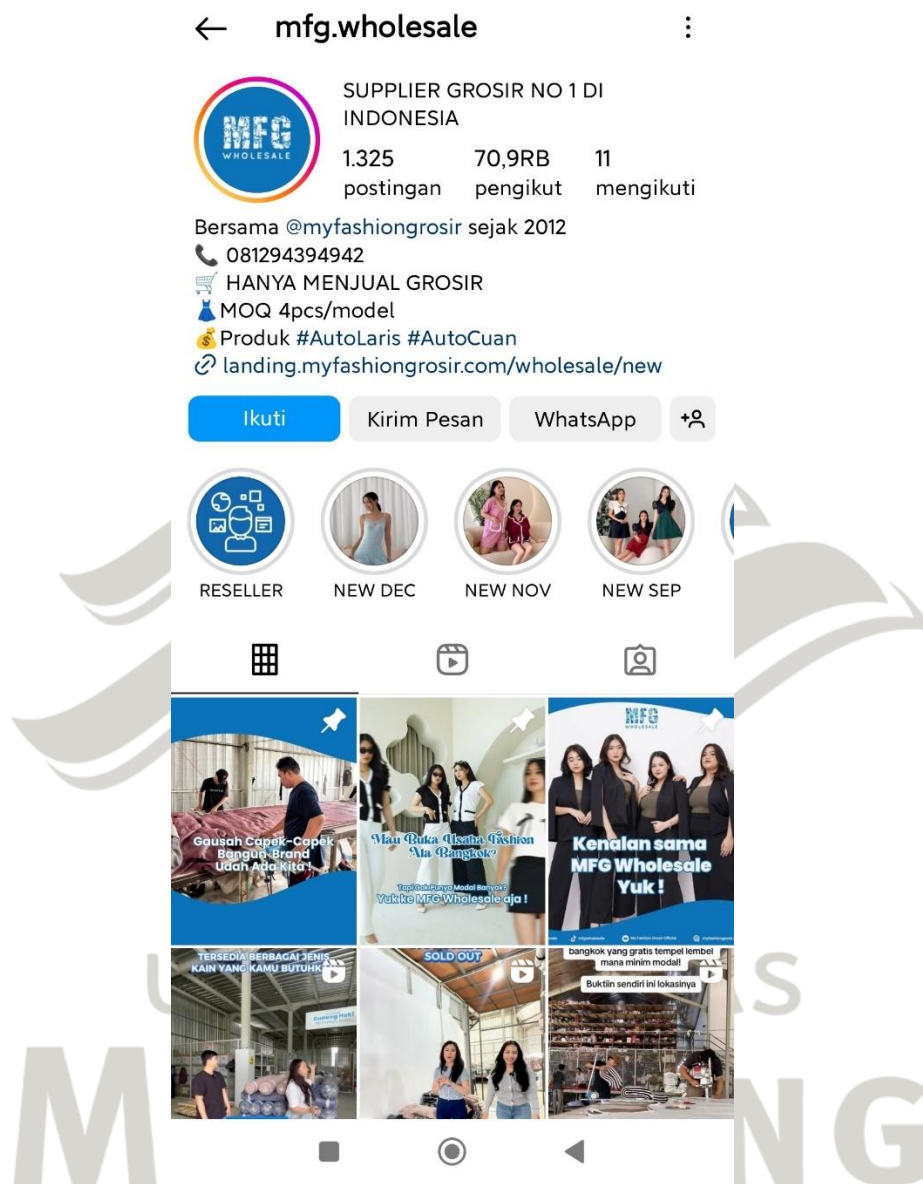 mfg.wholesale
MFG
WHOLESALE
SUPPLIER GROSIR NO 1 DI
INDONESIA
1.325 70,9RB 11
postingan pengikut mengikuti
Bersama @myfashiongrosir sejak 2012
081294394942
HANYA MENJUAL GROSIR
MOQ 4pcs/model
Produk #AutoLaris #AutoCuan
landing.myfashiongrosir.com/wholesale/new
Ikuti Kirim Pesan WhatsApp
RESELLER NEW DEC NEW NOV NEW SEP
Gausah Capek-Capek
Bangun Brand
Udah Ada Kita !
Mau Buka Usaha Fashion
Ala Bangkok?
Tapi Gak Punya Modal Banyak?
Yuk ke MFG Wholesale aja !
MFG
WHOLESALE
Kenalan sama
MFG Wholesale
Yuk !
TERSEDIA BERBAGAI JENIS
KAIN YANG KAMU BUTUHK
SOLD OUT
bangkok yang gratis tempel lembel
mana minim modal!
Buktiin sendiri ini lokasinya